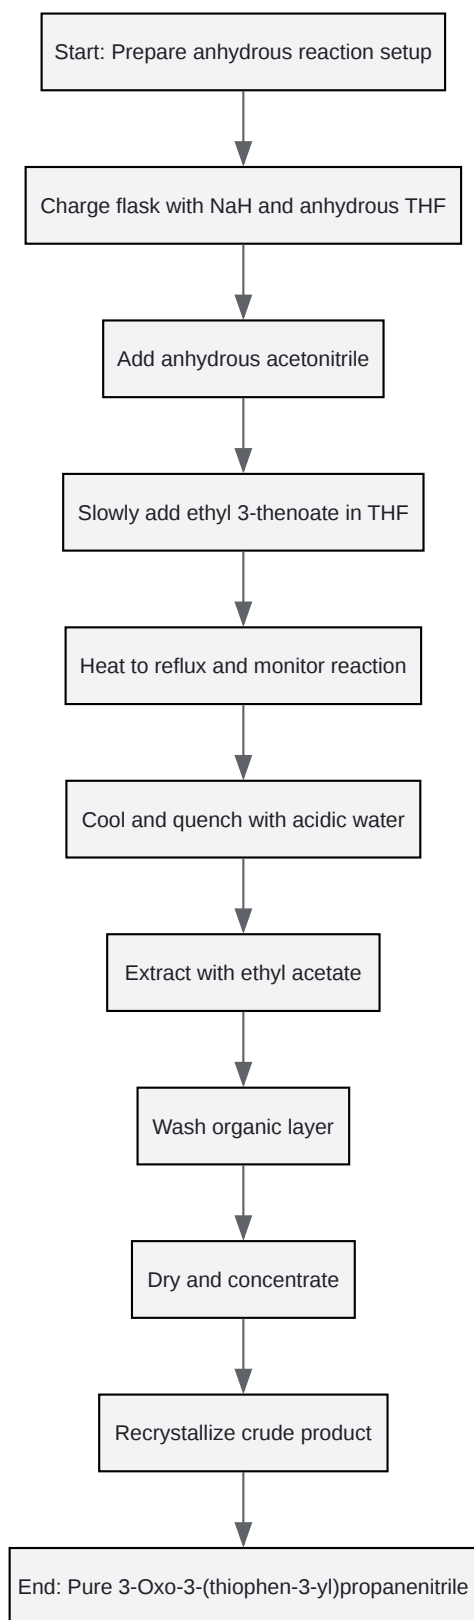 Start: Prepare anhydrous reaction setup
Charge flask with NaH and anhydrous THF
Add anhydrous acetonitrile
Slowly add ethyl 3-thenoate in THF
Heat to reflux and monitor reaction
Cool and quench with acidic water
Extract with ethyl acetate
Wash organic layer
Dry and concentrate
Recrystallize crude product
End: Pure 3-Oxo-3-(thiophen-3-yl)propanenitrile